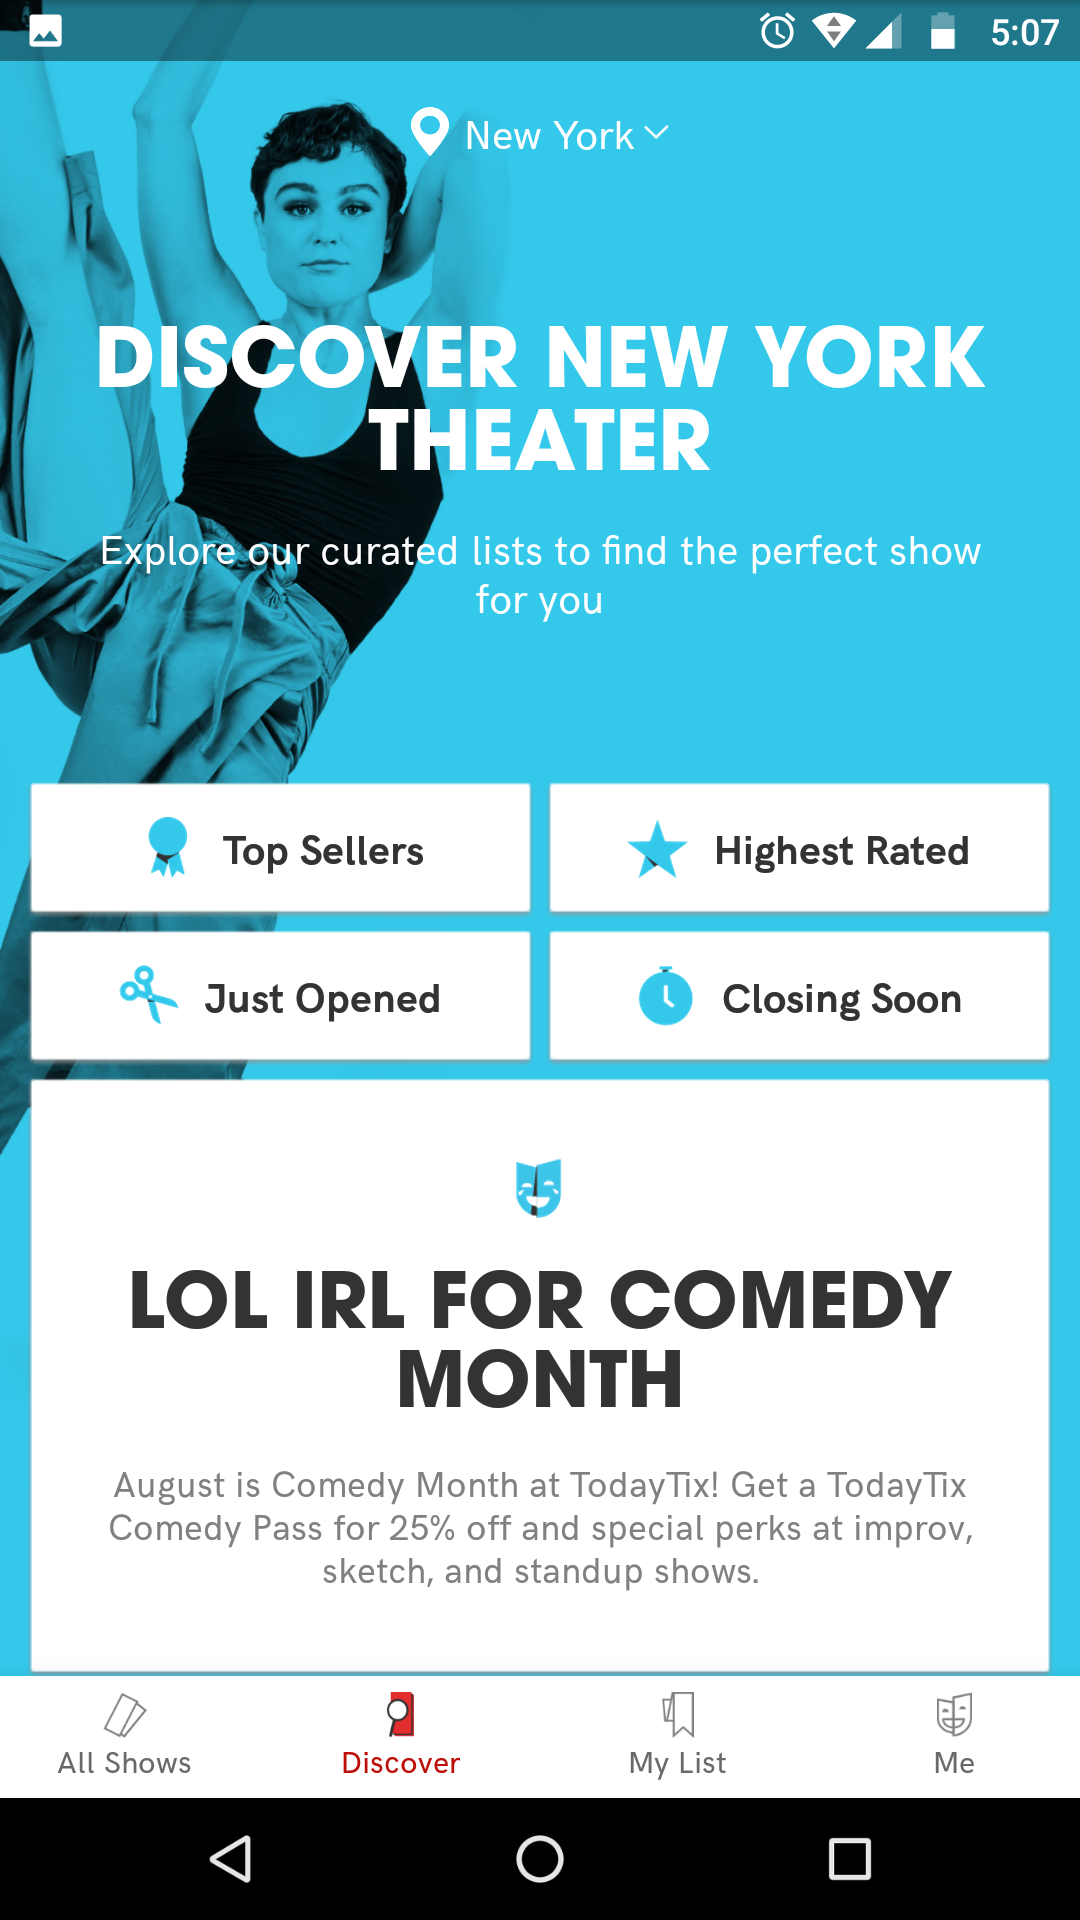 5:07
New York
DISCOVER NEW YORK
THEATER
Explore our curated lists to find the perfect show
for you
Top Sellers
Highest Rated
Just Opened
Closing Soon
LOL IRL FOR COMEDY
MONTH
August is Comedy Month at TodayTix! Get a TodayTix
Comedy Pass for 25% off and special perks at improv,
sketch, and standup shows.
All Shows
Discover
My List
Me